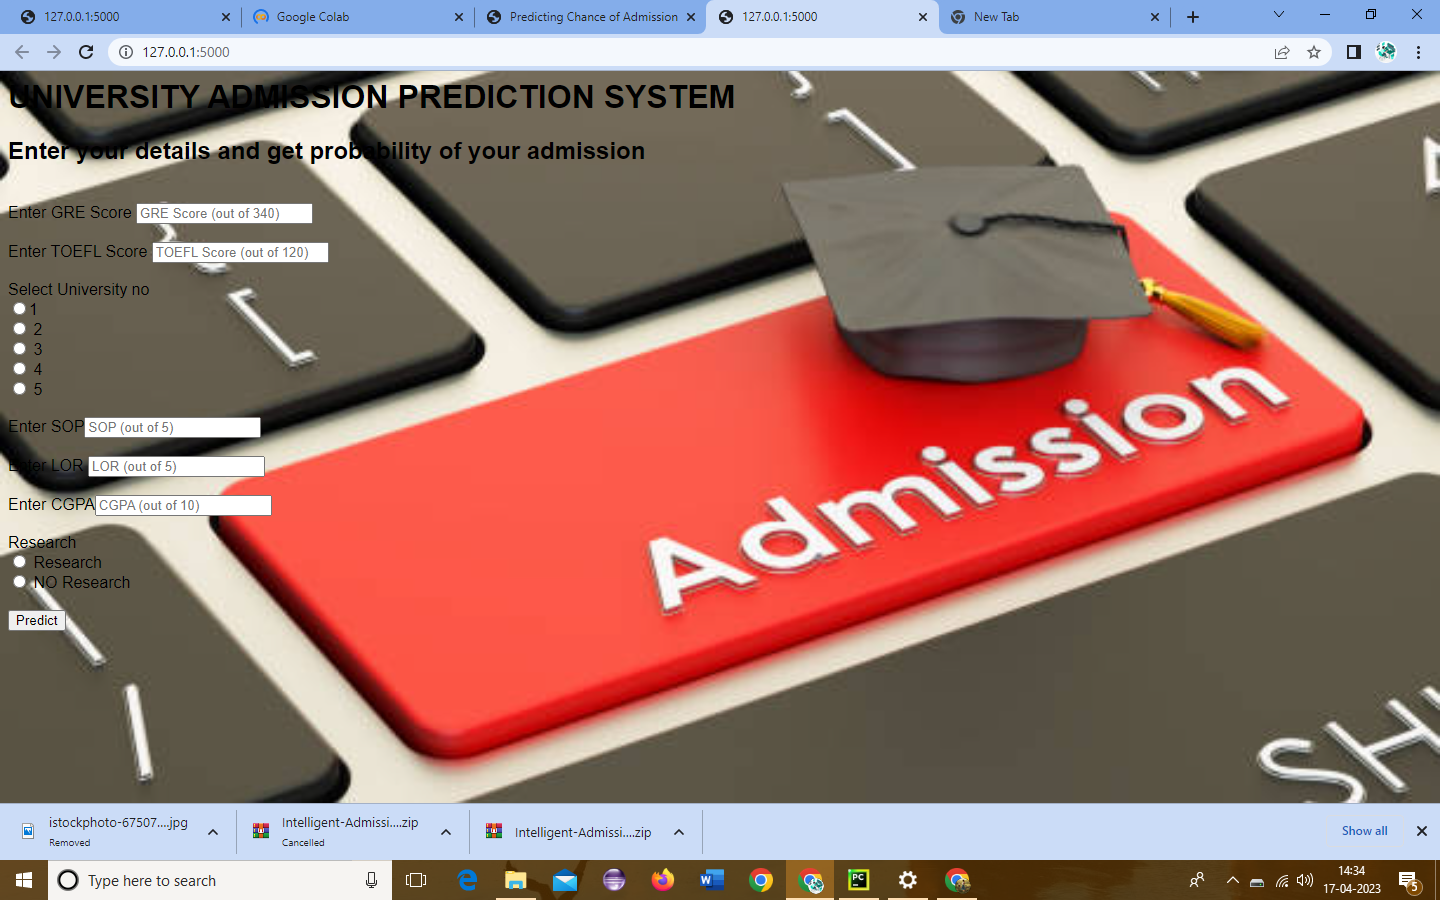 127.0.0.1:5000
Google Colab
Predicting Chance of Admission
127.0.0.1:5000
New Tab
127.0.0.1:5000
UNIVERSITY ADMISSION PREDICTION SYSTEM
Enter your details and get probability of your admission
Enter GRE Score GRE Score (out of 340)
Enter TOEFL Score TOEFL Score (out of 120)
Select University no
1
2
3
4
5
Enter SOP SOP (out of 5)
Enter LOR LOR (out of 5)
Enter CGPA CGPA (out of 10)
Research
Research
NO Research
Predict
Admission
SH
istockphoto-67507....jpg
Removed
Intelligent-Admissi....zip
Cancelled
Intelligent-Admissi....zip
Show all
Type here to search
W
PC
14:34
17-04-2023
5